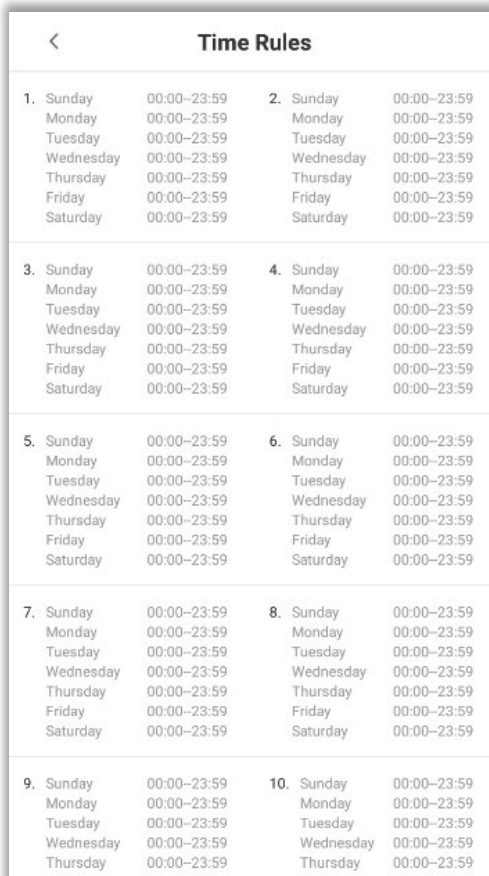 Time Rules
1. Sunday 00:00–23:59 2. Sunday 00:00–23:59
Monday 00:00–23:59 Monday 00:00–23:59
Tuesday 00:00–23:59 Tuesday 00:00–23:59
Wednesday 00:00–23:59 Wednesday 00:00–23:59
Thursday 00:00–23:59 Thursday 00:00–23:59
Friday 00:00–23:59 Friday 00:00–23:59
Saturday 00:00–23:59 Saturday 00:00–23:59
3. Sunday 00:00–23:59 4. Sunday 00:00–23:59
Monday 00:00–23:59 Monday 00:00–23:59
Tuesday 00:00–23:59 Tuesday 00:00–23:59
Wednesday 00:00–23:59 Wednesday 00:00–23:59
Thursday 00:00–23:59 Thursday 00:00–23:59
Friday 00:00–23:59 Friday 00:00–23:59
Saturday 00:00–23:59 Saturday 00:00–23:59
5. Sunday 00:00–23:59 6. Sunday 00:00–23:59
Monday 00:00–23:59 Monday 00:00–23:59
Tuesday 00:00–23:59 Tuesday 00:00–23:59
Wednesday 00:00–23:59 Wednesday 00:00–23:59
Thursday 00:00–23:59 Thursday 00:00–23:59
Friday 00:00–23:59 Friday 00:00–23:59
Saturday 00:00–23:59 Saturday 00:00–23:59
7. Sunday 00:00–23:59 8. Sunday 00:00–23:59
Monday 00:00–23:59 Monday 00:00–23:59
Tuesday 00:00–23:59 Tuesday 00:00–23:59
Wednesday 00:00–23:59 Wednesday 00:00–23:59
Thursday 00:00–23:59 Thursday 00:00–23:59
Friday 00:00–23:59 Friday 00:00–23:59
Saturday 00:00–23:59 Saturday 00:00–23:59
9. Sunday 00:00–23:59 10. Sunday 00:00–23:59
Monday 00:00–23:59 Monday 00:00–23:59
Tuesday 00:00–23:59 Tuesday 00:00–23:59
Wednesday 00:00–23:59 Wednesday 00:00–23:59
Thursday 00:00–23:59 Thursday 00:00–23:59